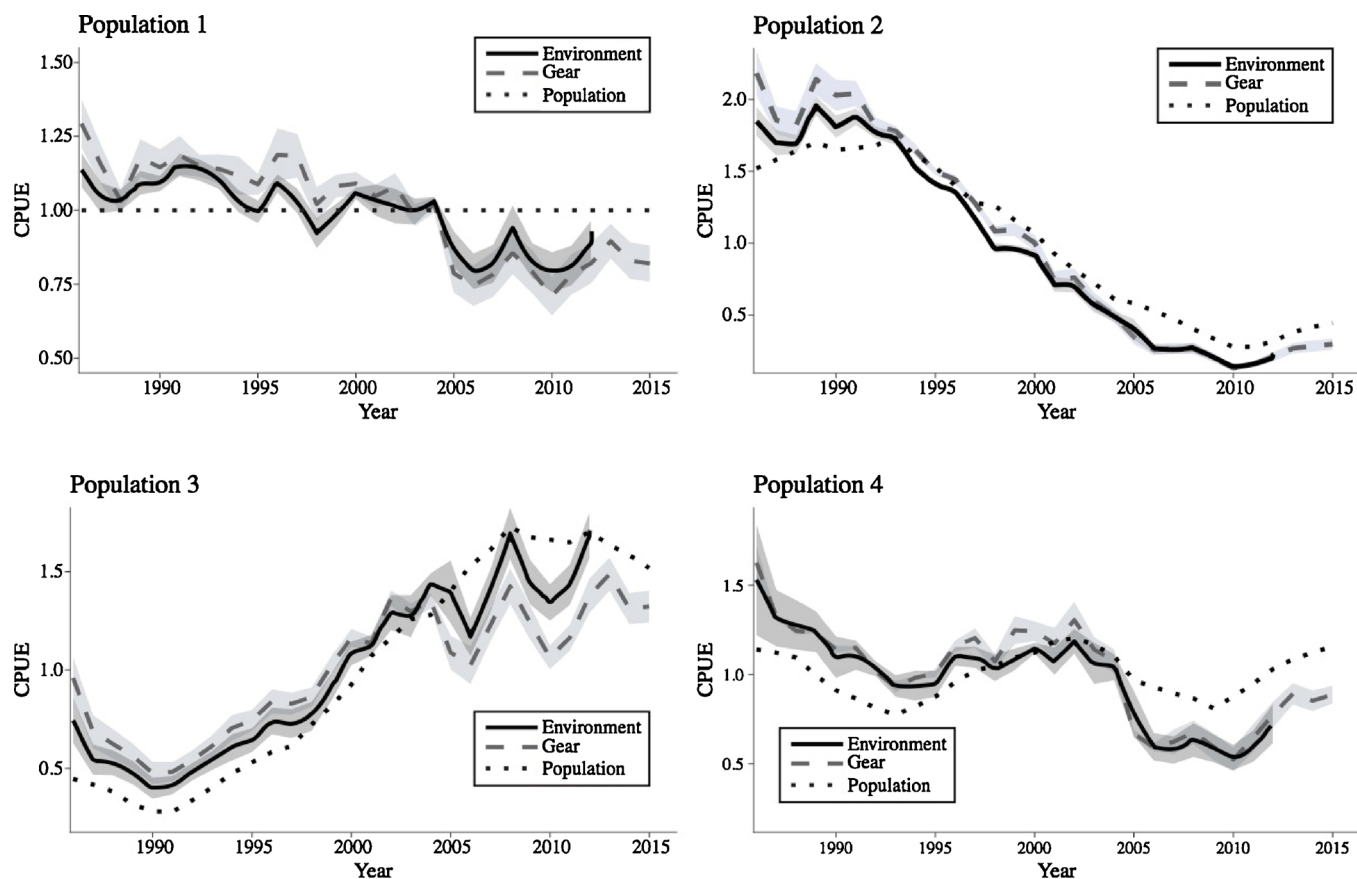 Population 1
1.50
1.25
1.00
0.75
0.50
CPUE
1990 1995 2000 2005 2010 2015
Year
Environment
Gear
Population
Population 2
2.0
1.5
1.0
0.5
CPUE
1990 1995 2000 2005 2010 2015
Year
Environment
Gear
Population
Population 3
1.5
1.0
0.5
CPUE
1990 1995 2000 2005 2010 2015
Year
Environment
Gear
Population
Population 4
1.5
1.0
0.5
CPUE
1990 1995 2000 2005 2010 2015
Year
Environment
Gear
Population